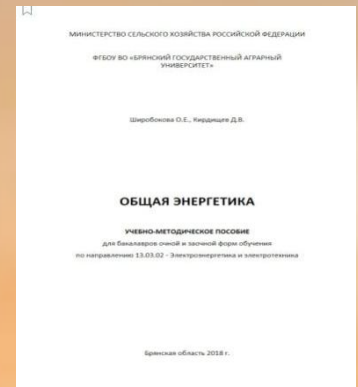 МИНИСТЕРСТВО СЕЛЬСКОГО ХОЗЯЙСТВА РОССИЙСКОЙ ФЕДЕРАЦИИ
ФГБОУ ВО «БРЯНСКИЙ ГОСУДАРСТВЕННЫЙ АГРАРНЫЙ
УНИВЕРСИТЕТ»
Широбокова О.Е., Кирдищев Д.В.
ОБЩАЯ ЭНЕРГЕТИКА
УЧЕБНО-МЕТОДИЧЕСКОЕ ПОСОБИЕ
для бакалавров очной и заочной форм обучения
по направлению 13.03.02 - Электроэнергетика и электротехника
Брянская область 2018 г.